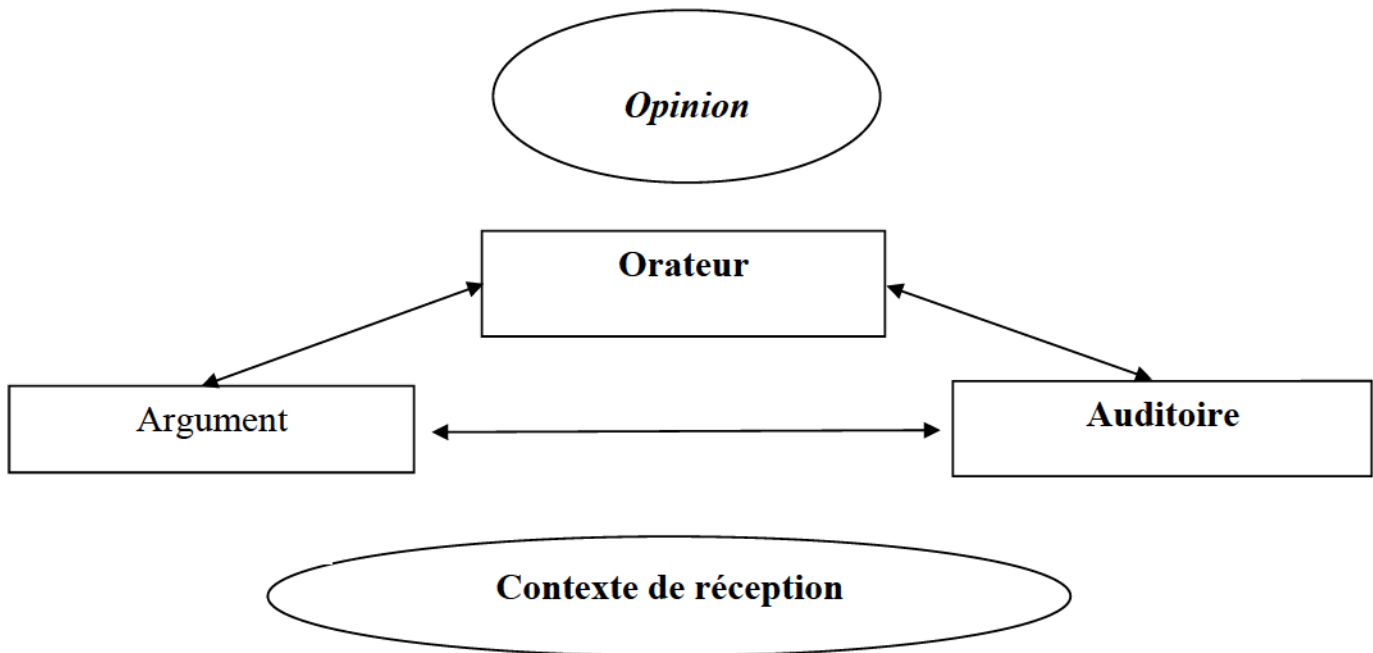 Opinion
Orateur
Argument
Auditoire
Contexte de réception